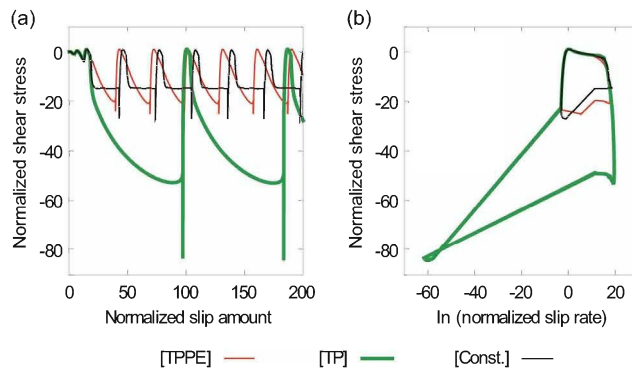 (a)
(b)
Normalized shear stress
0
-20
-40
-60
-80
0
50
100
150
200
Normalized slip amount
Normalized shear stress
0
-20
-40
-60
-80
-60
-40
-20
0
20
ln (normalized slip rate)
[TPPE]
[TP]
[Const.]